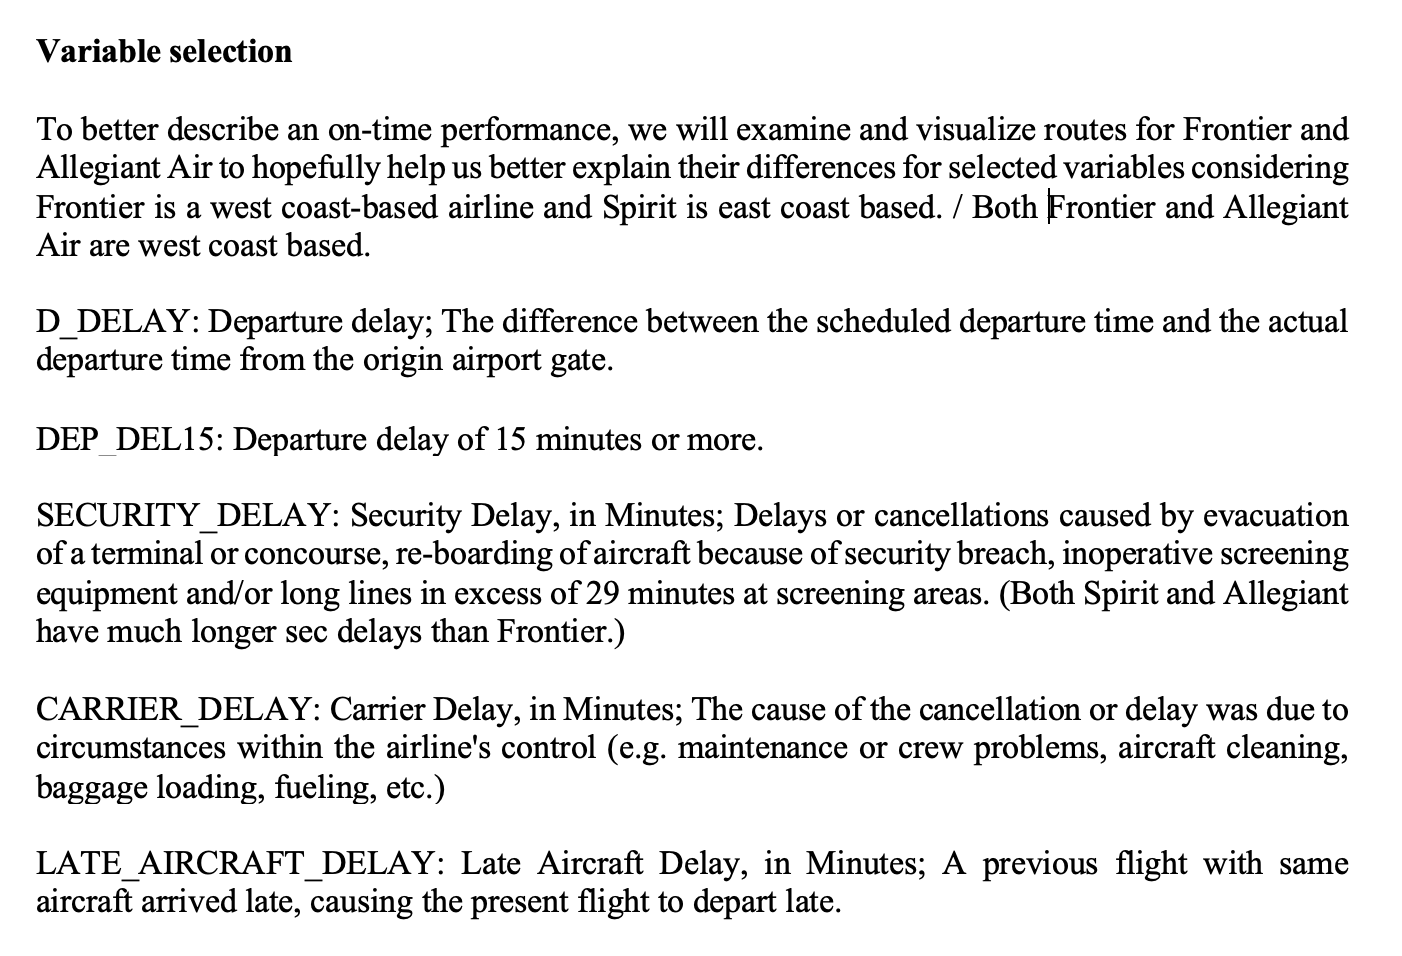 Variable selection
To better describe an on-time performance, we will examine and visualize routes for Frontier and
Allegiant Air to hopefully help us better explain their differences for selected variables considering
Frontier is a west coast-based airline and Spirit is east coast based. / Both Frontier and Allegiant
Air are west coast based.
D_DELAY: Departure delay; The difference between the scheduled departure time and the actual
departure time from the origin airport gate.
DEP_DEL15: Departure delay of 15 minutes or more.
SECURITY_DELAY: Security Delay, in Minutes; Delays or cancellations caused by evacuation
of a terminal or concourse, re-boarding of aircraft because of security breach, inoperative screening
equipment and/or long lines in excess of 29 minutes at screening areas. (Both Spirit and Allegiant
have much longer sec delays than Frontier.)
CARRIER_DELAY: Carrier Delay, in Minutes; The cause of the cancellation or delay was due to
circumstances within the airline's control (e.g. maintenance or crew problems, aircraft cleaning,
baggage loading, fueling, etc.)
LATE_AIRCRAFT_DELAY: Late Aircraft Delay, in Minutes; A previous flight with same
aircraft arrived late, causing the present flight to depart late.